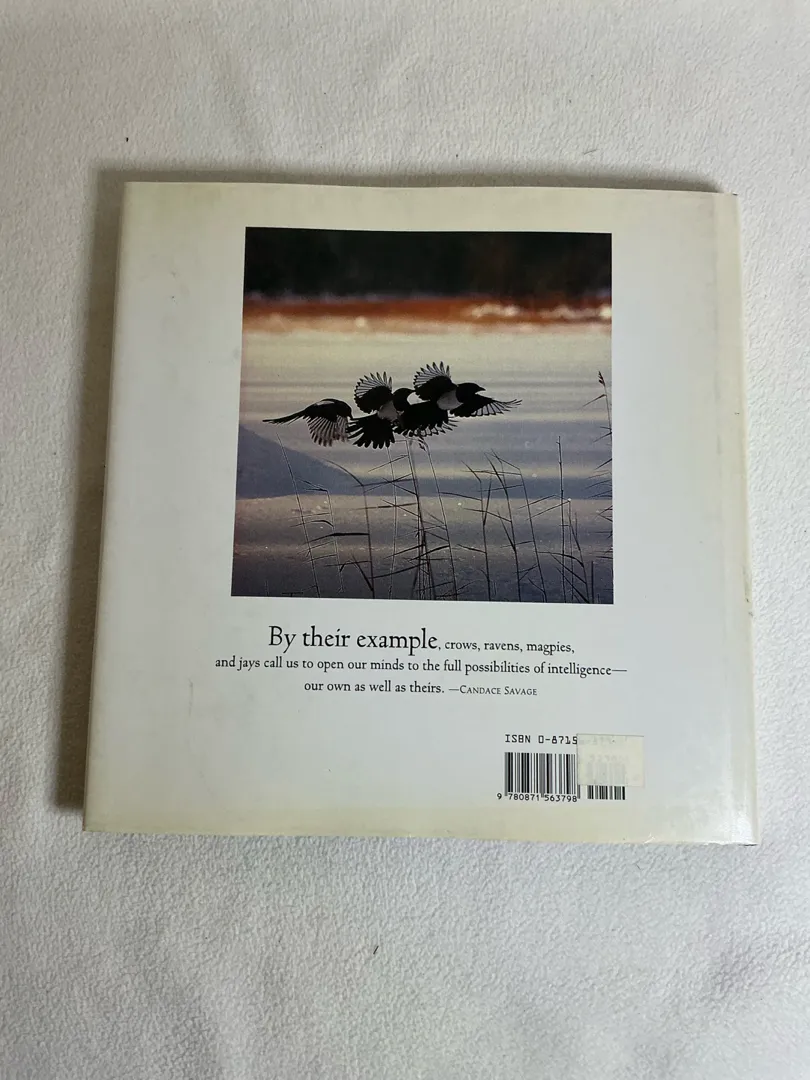 By their example, crows, ravens, magpies,
and jays call us to open our minds to the full possibilities of intelligence—
our own as well as theirs. —CANDACE SAVAGE
ISBN 0-8715
9 780871 563798